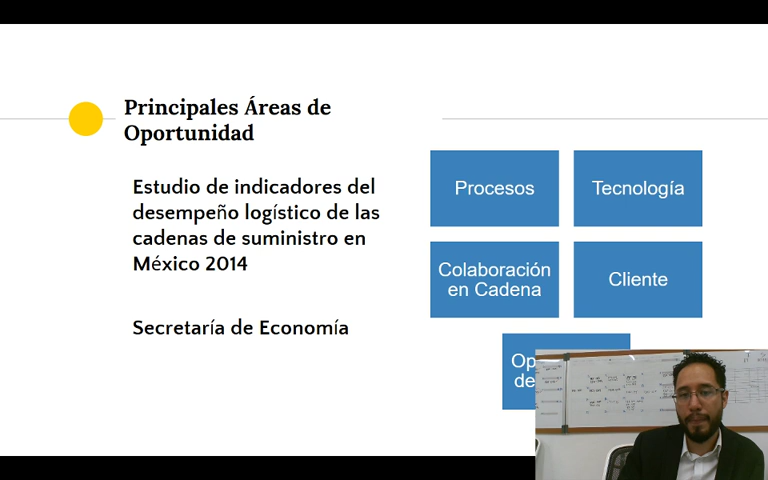 Principales Áreas de
Oportunidad
Estudio de indicadores del
desempeño logístico de las
cadenas de suministro en
México 2014
Secretaría de Economía
Procesos
Tecnología
Colaboración
en Cadena
Cliente